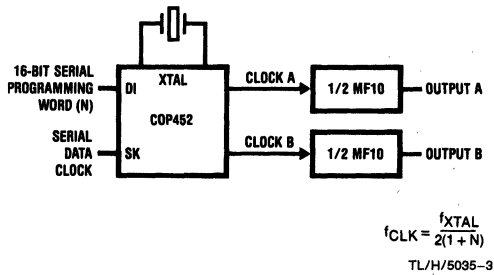 16-BIT SERIAL
PROGRAMMING
WORD (N)
DI
XTAL
COP452
SERIAL
DATA
CLOCK
SK
CLOCK A
1/2 MF10
OUTPUT A
CLOCK B
1/2 MF10
OUTPUT B
fCLK = fXTAL / 2(1 + N)
TL/H/5035–3